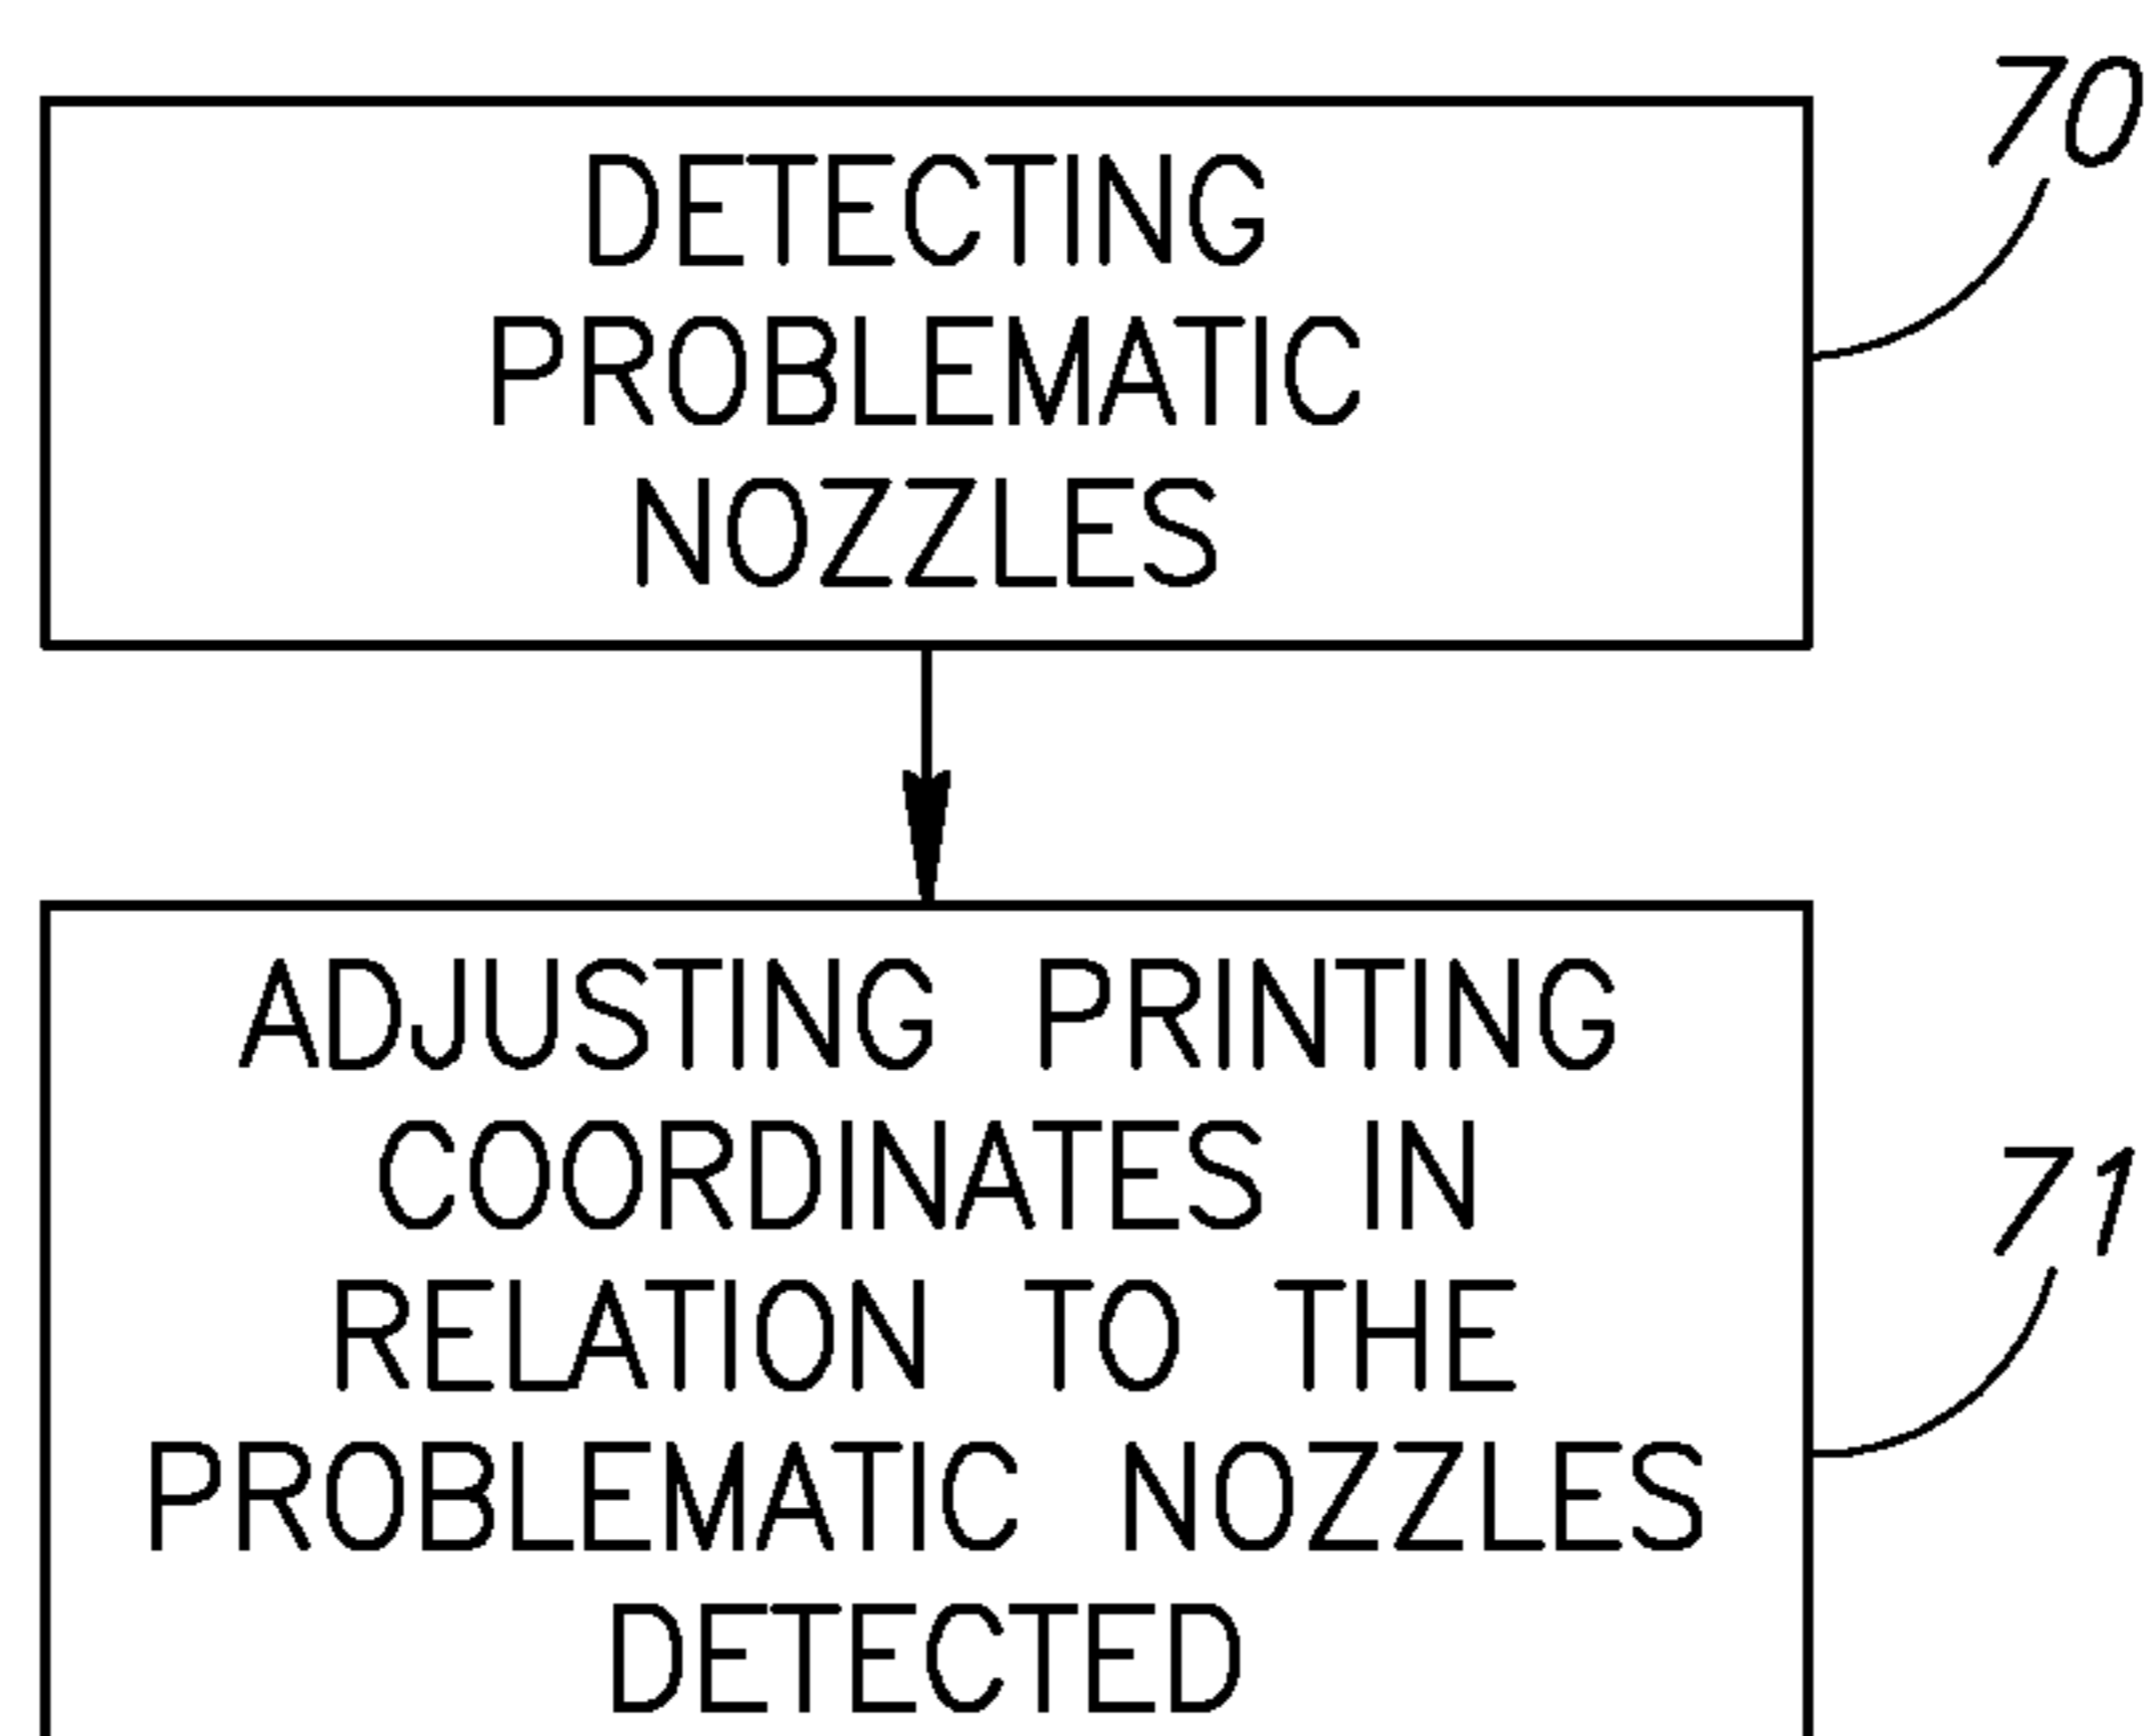 70
DETECTING
PROBLEMATIC
NOZZLES
ADJUSTING PRINTING
COORDINATES IN
71
RELATION TO THE
PROBLEMATIC NOZZLES
DETECTED